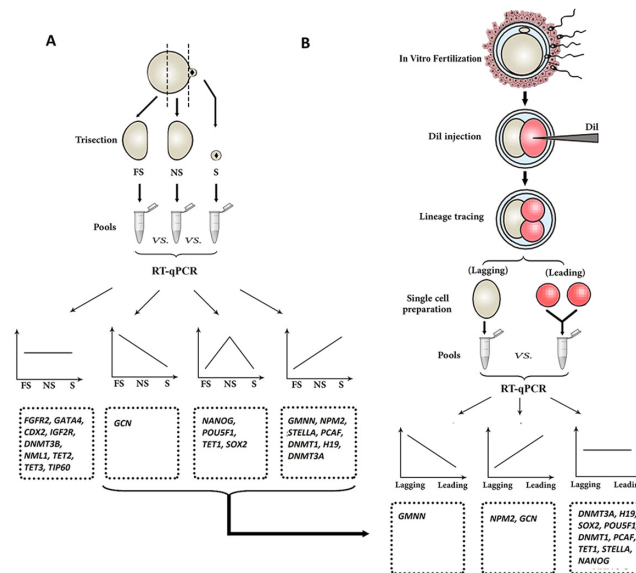 A
B
In Vitro Fertilization
Trisection
FS NS S
DiI injection
DiI
Lineage tracing
Pools
VS. VS.
RT-qPCR
(Lagging) (Leading)
Single cell
preparation
Pools
VS.
RT-qPCR
FS NS S
FS NS S
FS NS S
FS NS S
FGFR2, GATA4,
CDX2, IGF2R,
DNMT3B,
NML1, TET2,
TET3, TIP60
GCN
NANOG,
POU5F1,
TET1, SOX2
GMNN, NPM2,
STELLA, PCAF,
DNMT1, H19,
DNMT3A
Lagging Leading
Lagging Leading
Lagging Leading
GMNN
NPM2, GCN
DNMT3A, H19,
SOX2, POU5F1,
DNMT1, PCAF,
TET1, STELLA,
NANOG